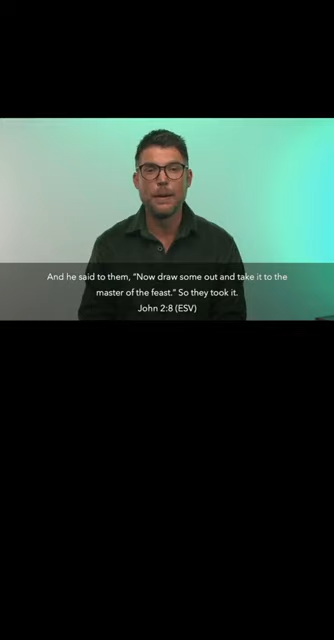 And he said to them, "Now draw some out and take it to the
master of the feast." So they took it.
John 2:8 (ESV)